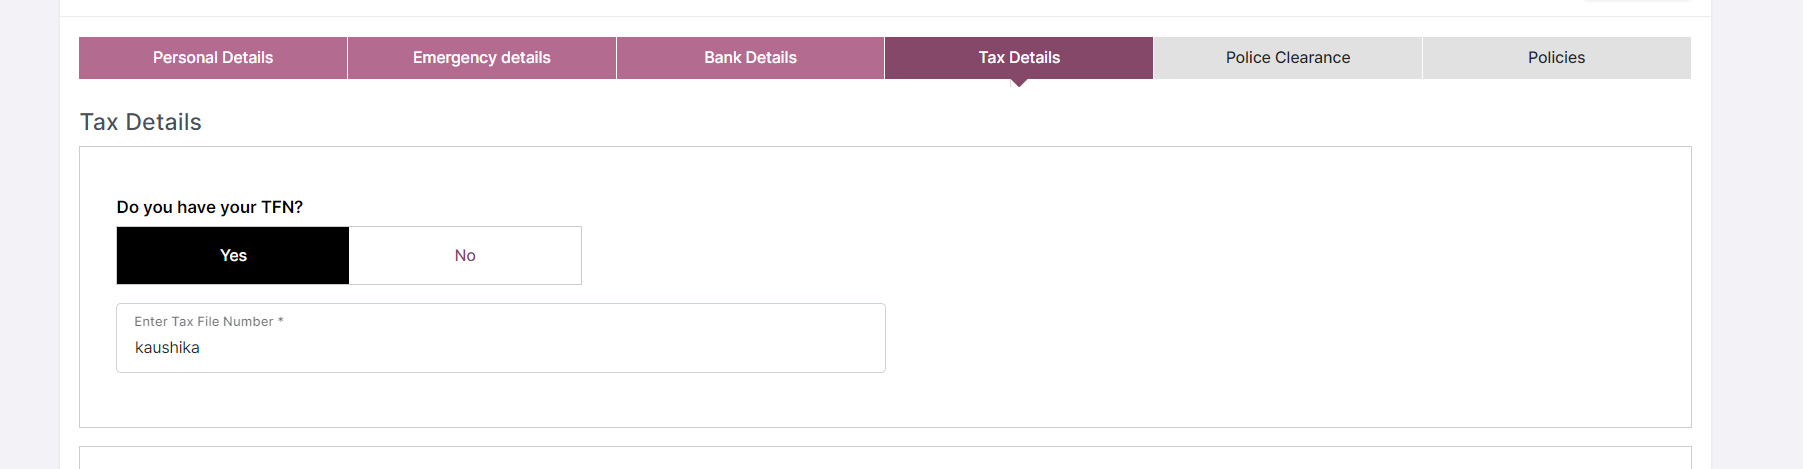 Personal Details Emergency details Bank Details Tax Details Police Clearance Policies
Tax Details
Do you have your TFN?
Yes No
Enter Tax File Number *
kaushika